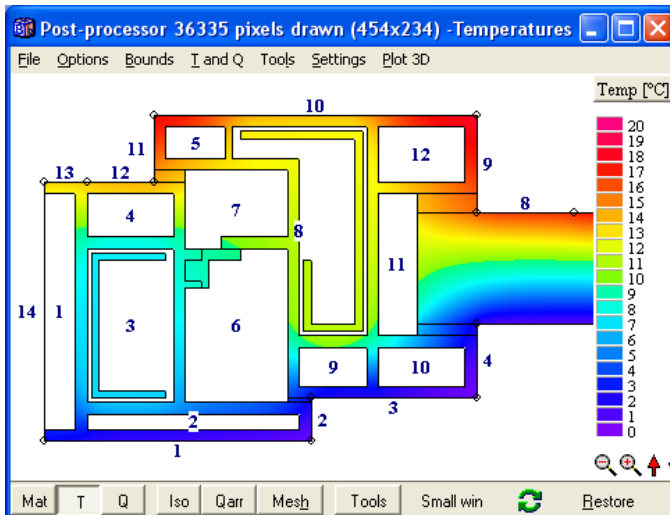 Post-processor 36335 pixels drawn (454x234) -Temperatures
File Options Bounds T and Q Tools Settings Plot 3D
10
Temp [°C]
20
19
18
17
16
15
14
13
12
11
10
9
8
7
6
5
4
3
2
1
0
11 5 12 9
13 12
4 7 8
8
11
14 1 3 6
9 10 4
2 2 3
1
Mat T Q Iso Qarr Mesh Tools Small win Restore